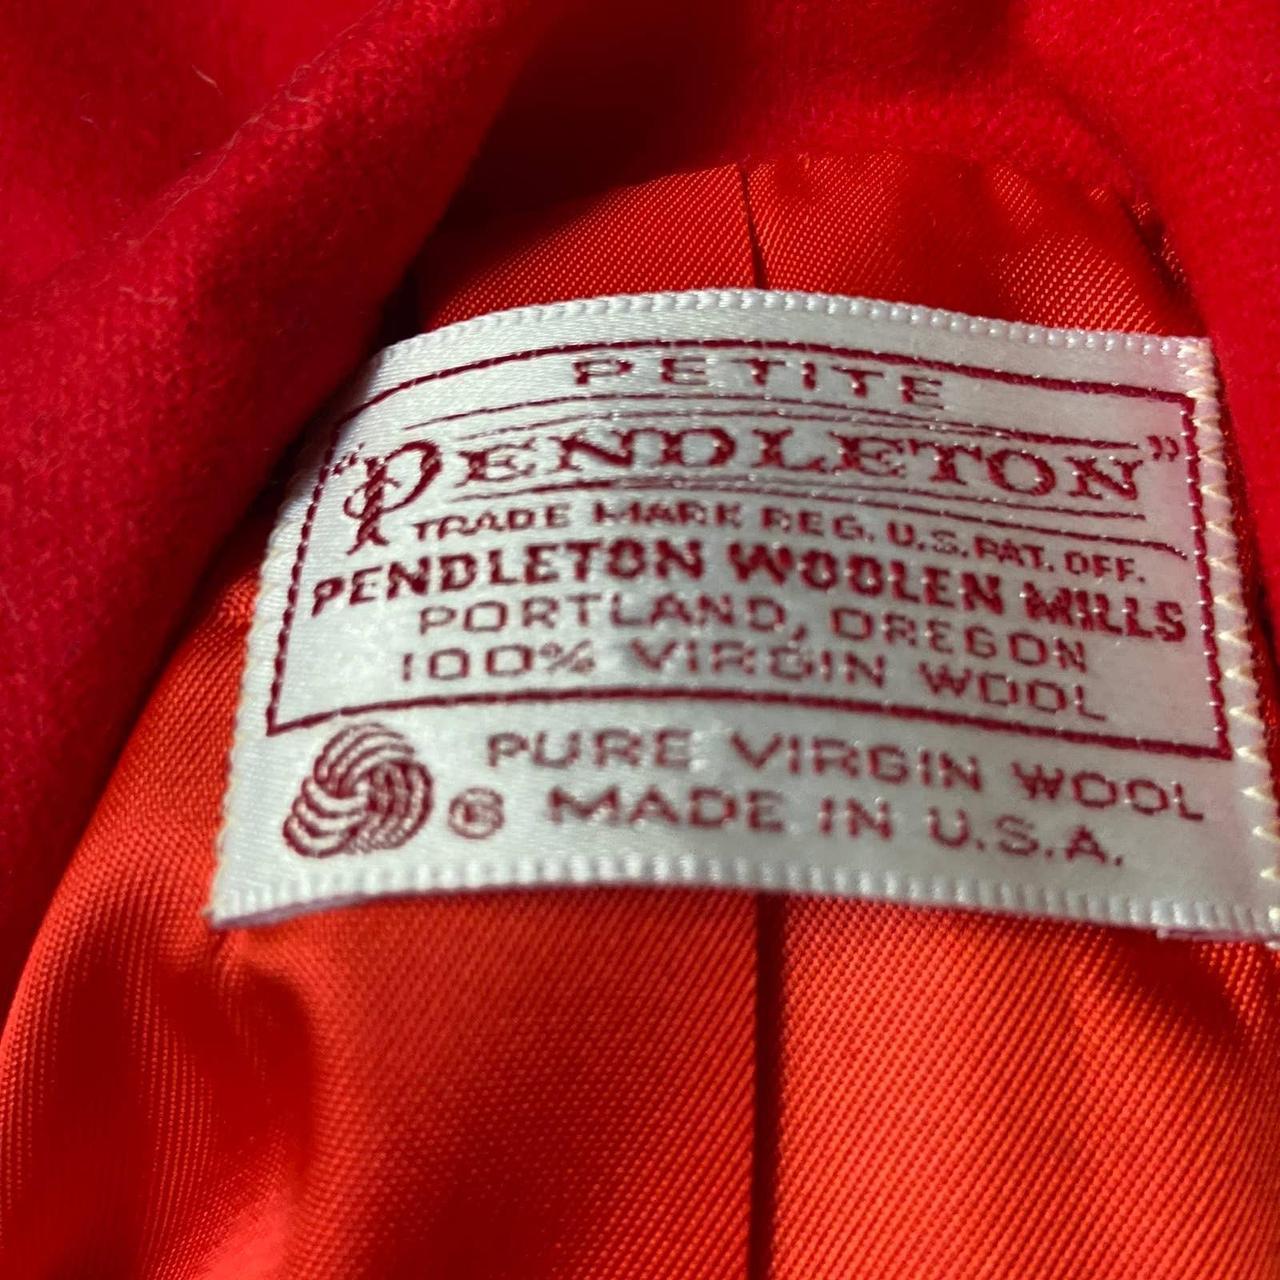 PETITE
"PENDLETON"
TRADE MARK REG. U.S. PAT. OFF.
PENDLETON WOOLEN MILLS
PORTLAND, OREGON
100% VIRGIN WOOL
PURE VIRGIN WOOL
® MADE IN U.S.A.